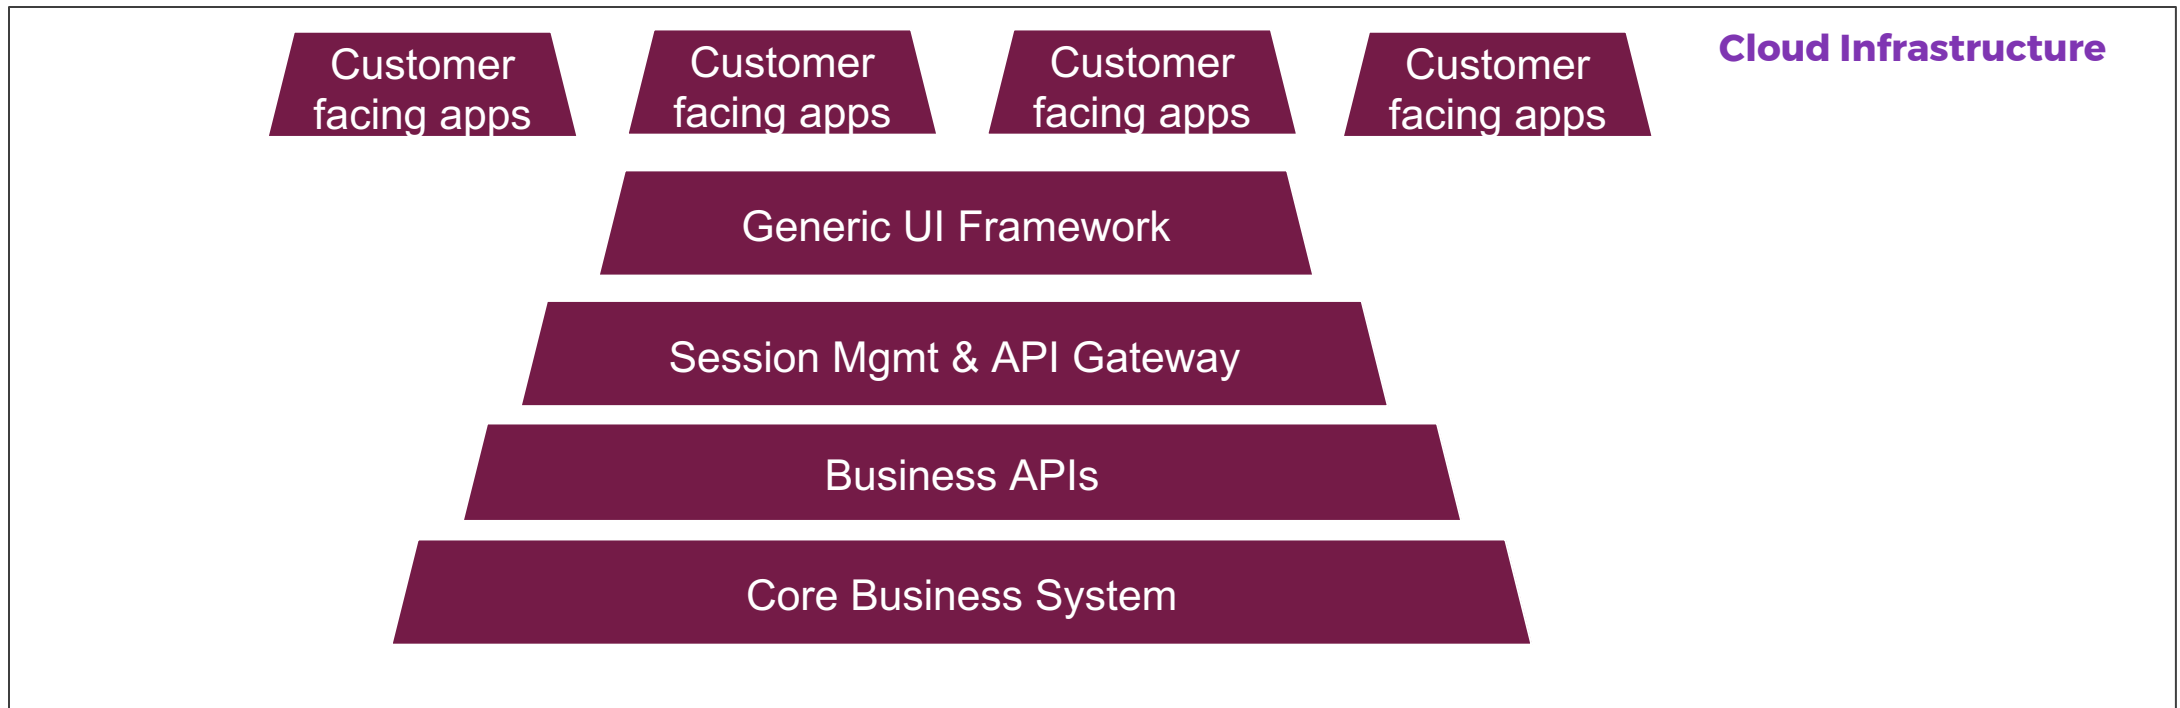 Customer
facing apps
Customer
facing apps
Customer
facing apps
Customer
facing apps
Cloud Infrastructure
Generic UI Framework
Session Mgmt & API Gateway
Business APIs
Core Business System